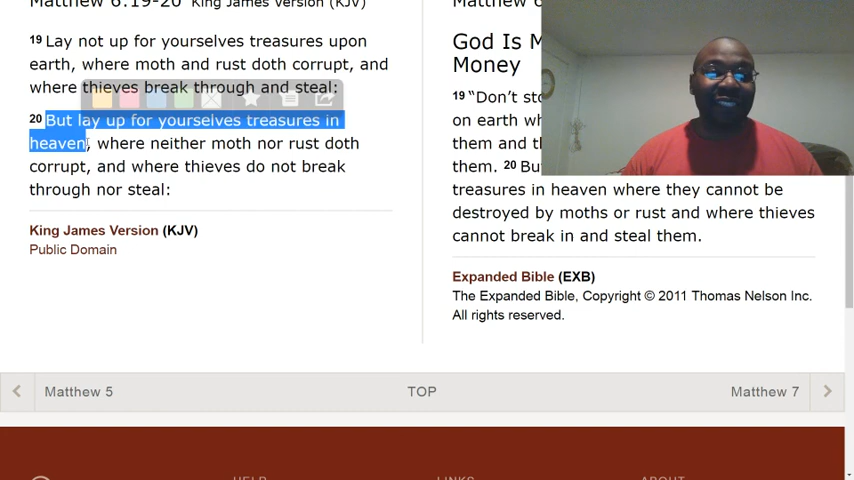 Matthew 6:19-20 King James Version (KJV)
19 Lay not up for yourselves treasures upon
earth, where moth and rust doth corrupt, and
where thieves break through and steal:
20 But lay up for yourselves treasures in
heaven, where neither moth nor rust doth
corrupt, and where thieves do not break
through nor steal:
King James Version (KJV)
Public Domain
Matthew 6
God Is M
Money
19 “Don’t sto
on earth wh
them and th
them. 20 Bu
treasures in heaven where they cannot be
destroyed by moths or rust and where thieves
cannot break in and steal them.
Expanded Bible (EXB)
The Expanded Bible, Copyright © 2011 Thomas Nelson Inc.
All rights reserved.
Matthew 5
TOP
Matthew 7
HELP
LINKS
ABOUT